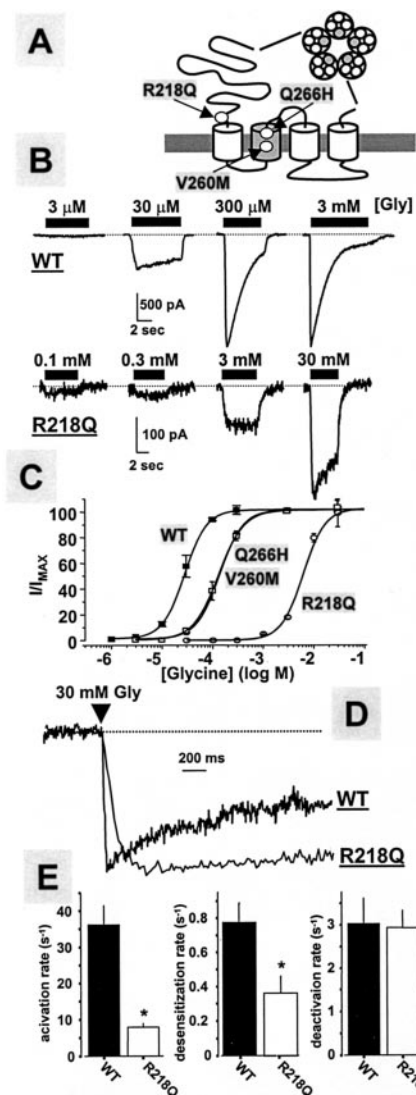 A
R218Q
Q266H
V260M
B
3 µM 30 µM 300 µM 3 mM [Gly]
WT
500 pA
2 sec
0.1 mM 0.3 mM 3 mM 30 mM
R218Q
100 pA
2 sec
C
I/IMAX
100
80
60
40
20
0
WT
Q266H
V260M
R218Q
-6 -5 -4 -3 -2 -1
[Glycine] (log M)
30 mM Gly
D
200 ms
WT
R218Q
E
acivation rate (s-1)
40
30
20
10
0
*
WT R218Q
desensitization rate (s-1)
0.8
0.6
0.4
0.2
0
*
WT R218Q
deactivaion rate (s-1)
3
2
1
0
WT R218Q